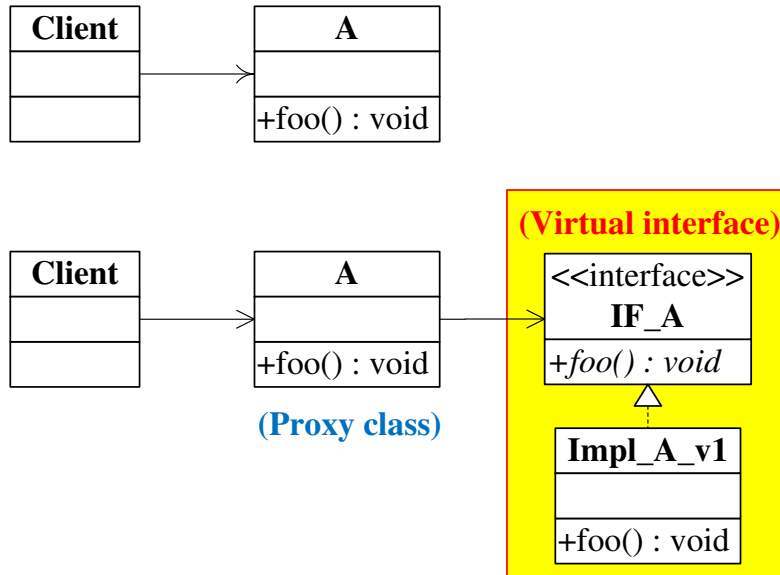 Client
A
+foo() : void
(Virtual interface)
Client
A
<<interface>>
IF_A
+foo() : void
+foo() : void
(Proxy class)
Impl_A_v1
+foo() : void